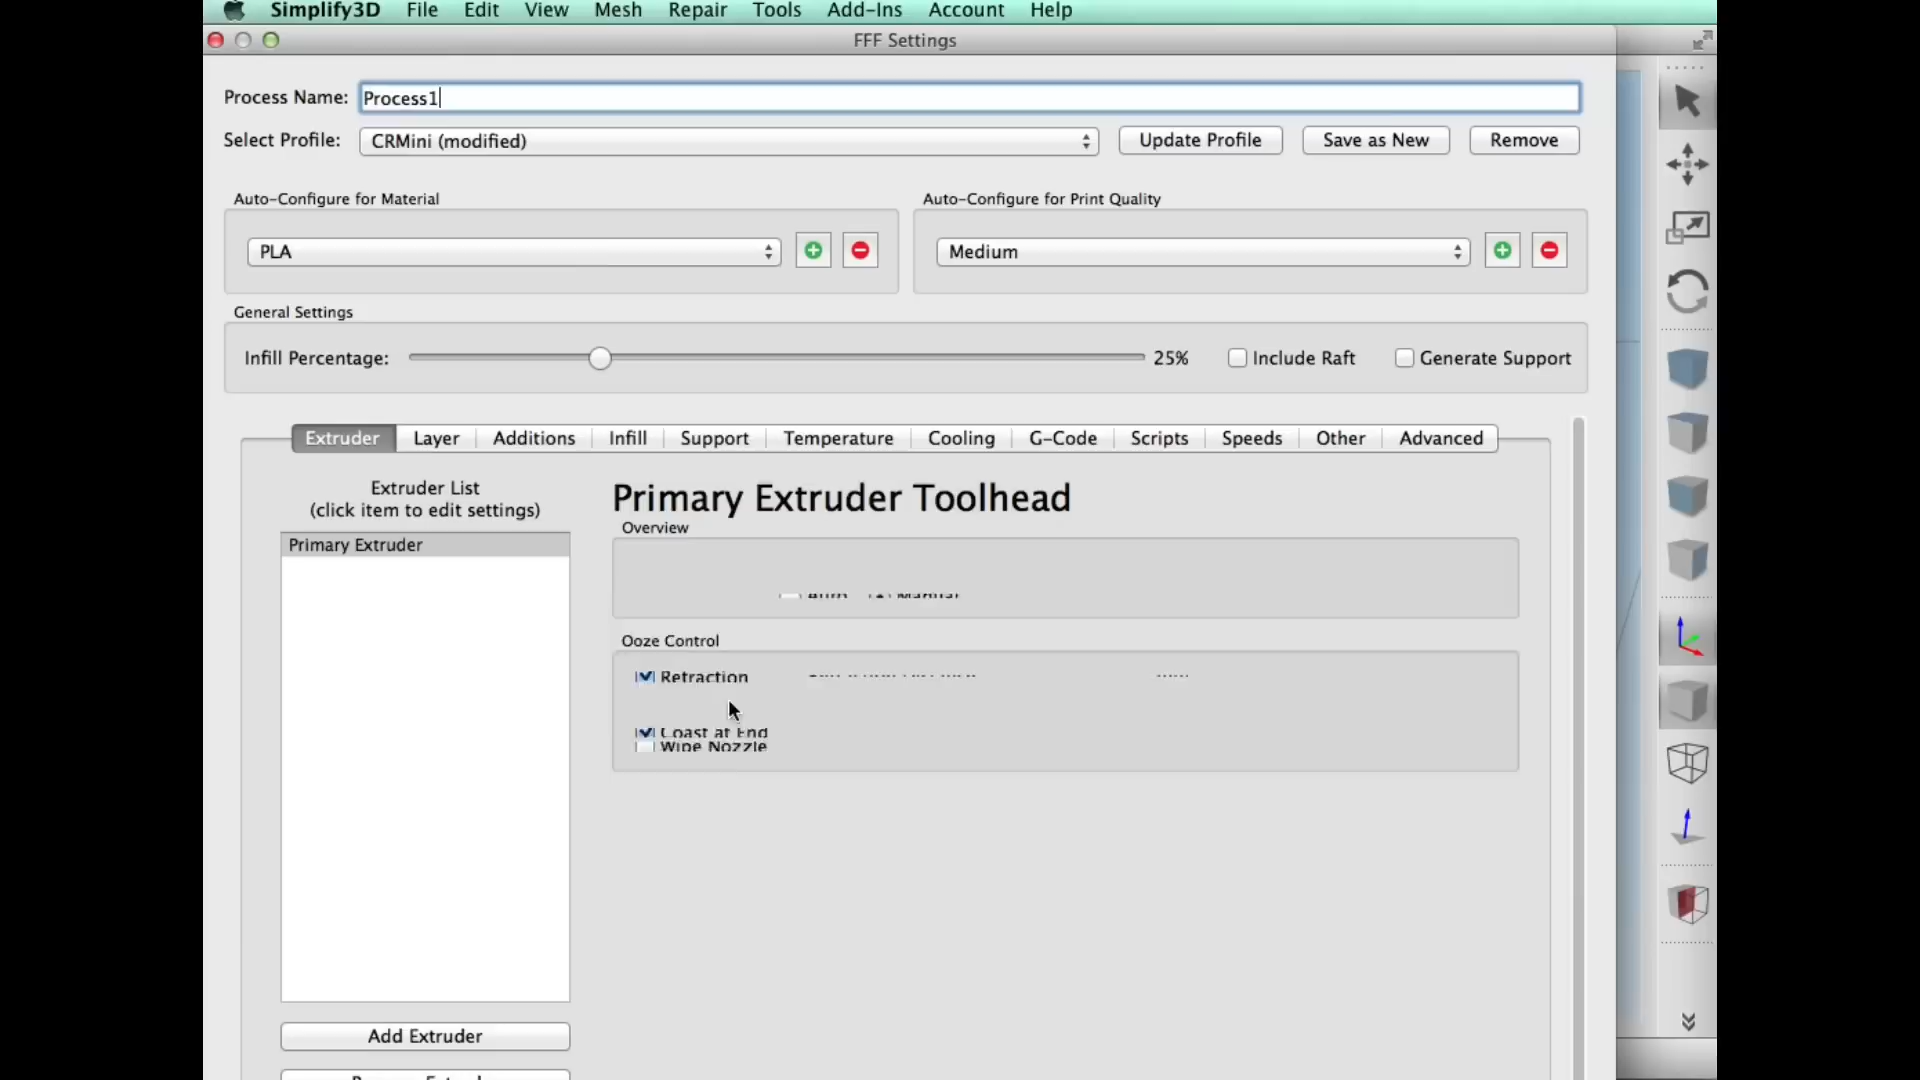 Simplify3D File Edit View Mesh Repair Tools Add-Ins Account Help
FFF Settings
Process Name: Process1
Select Profile: CRMini (modified) Update Profile Save as New Remove
Auto-Configure for Material Auto-Configure for Print Quality
PLA Medium
General Settings
Infill Percentage: 25% Include Raft Generate Support
Extruder Layer Additions Infill Support Temperature Cooling G-Code Scripts Speeds Other Advanced
Extruder List
(click item to edit settings)
Primary Extruder
Primary Extruder Toolhead
Overview
Auto Manual
Ooze Control
Retraction
Coast at End
Wipe Nozzle
Add Extruder